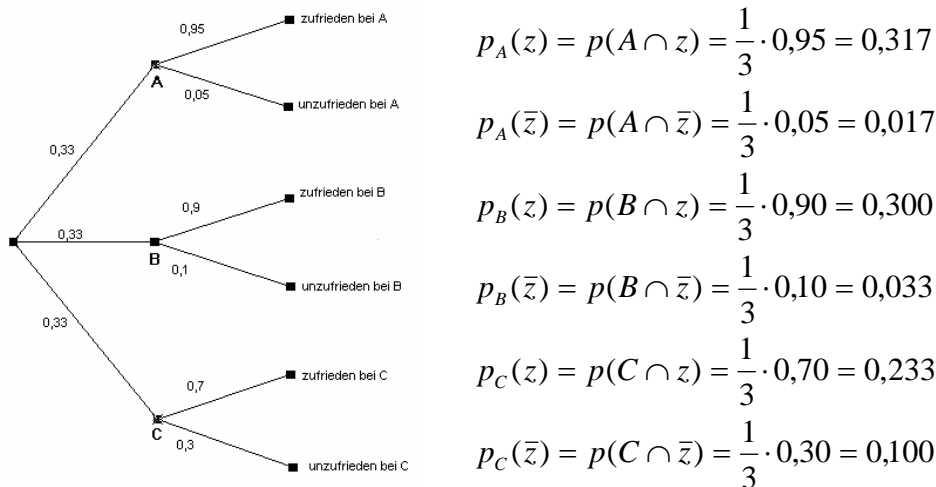 zufrieden bei A
0,95
A
0,05
unzufrieden bei A
0,33
zufrieden bei B
0,9
0,33
B
0,1
unzufrieden bei B
0,33
zufrieden bei C
0,7
C
0,3
unzufrieden bei C
p_A(z) = p(A ∩ z) = 1/3 · 0,95 = 0,317
p_A(z̅) = p(A ∩ z̅) = 1/3 · 0,05 = 0,017
p_B(z) = p(B ∩ z) = 1/3 · 0,90 = 0,300
p_B(z̅) = p(B ∩ z̅) = 1/3 · 0,10 = 0,033
p_C(z) = p(C ∩ z) = 1/3 · 0,70 = 0,233
p_C(z̅) = p(C ∩ z̅) = 1/3 · 0,30 = 0,100